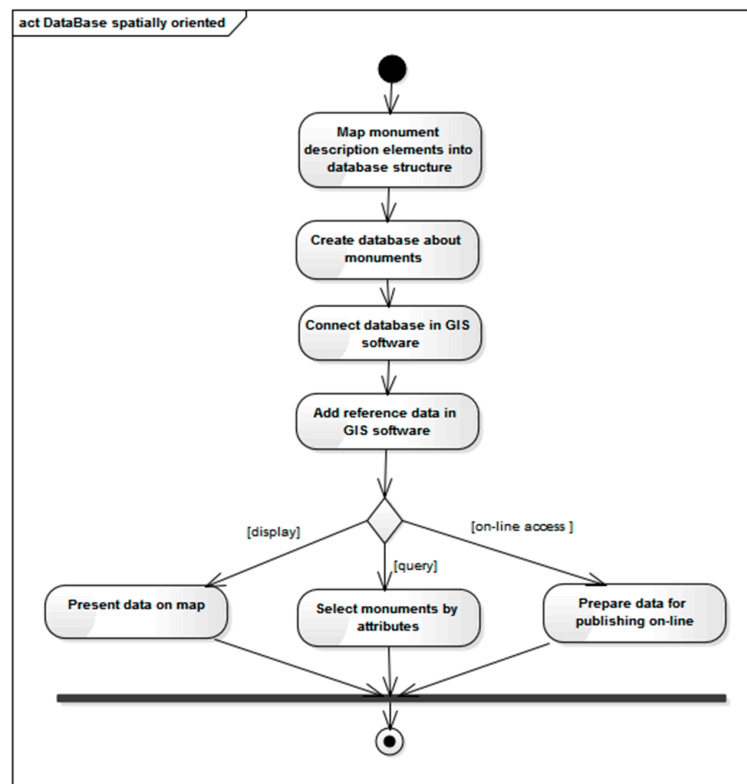 act DataBase spatially oriented
Map monument
description elements into
database structure
Create database about
monuments
Connect database in GIS
software
Add reference data in
GIS software
[display]
[on-line access ]
[query]
Present data on map
Select monuments by
attributes
Prepare data for
publishing on-line